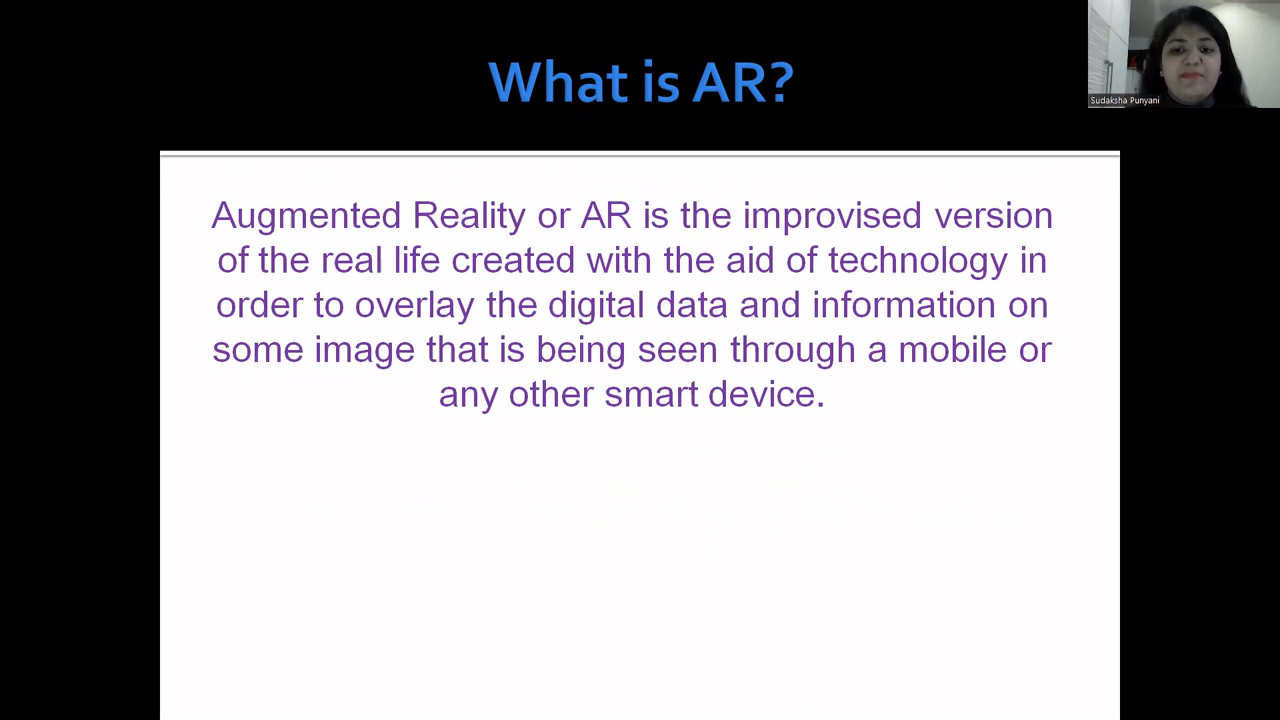 What is AR?
Sudaksha Punyani
Augmented Reality or AR is the improvised version
of the real life created with the aid of technology in
order to overlay the digital data and information on
some image that is being seen through a mobile or
any other smart device.